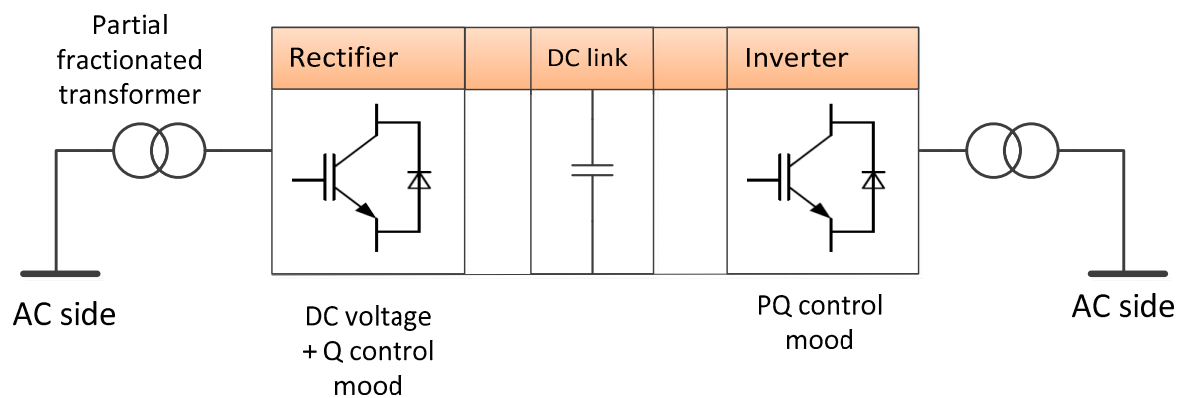 Partial
fractionated
transformer
Rectifier
DC link
Inverter
AC side
DC voltage
+ Q control
mood
PQ control
mood
AC side